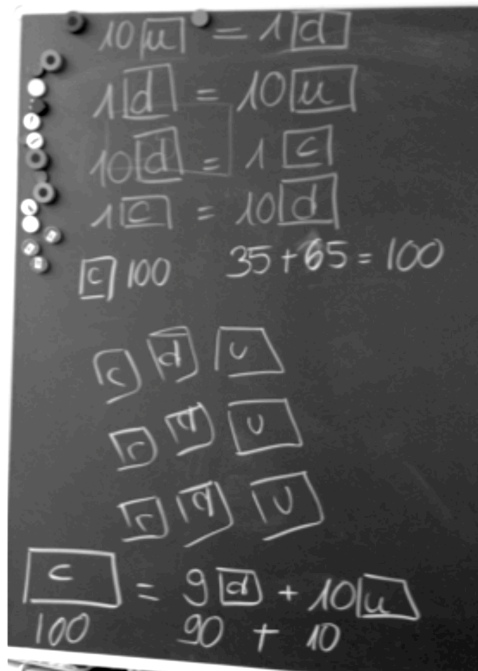 10 u = 1 d
1 d = 10 u
10 d = 1 c
1 c = 10 d
c 100 35 + 65 = 100
c d u
c d u
c d u
c = 9 d + 10 u
100 90 + 10